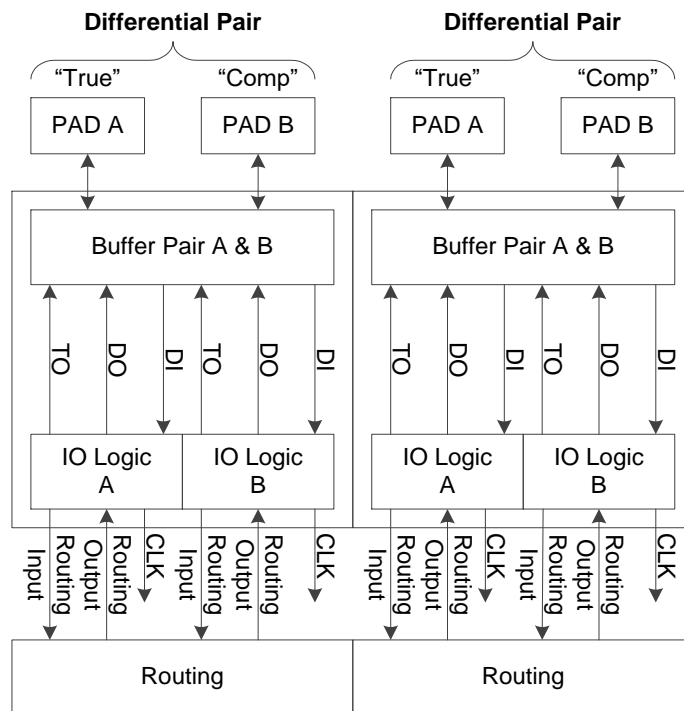 Differential Pair Differential Pair
“True” “Comp” “True” “Comp”
PAD A PAD B PAD A PAD B
Buffer Pair A & B Buffer Pair A & B
TO DO DI TO DO DI TO DO DI TO DO DI
IO Logic A IO Logic B IO Logic A IO Logic B
Routing Input Routing Output CLK Routing Input Routing Output CLK Routing Input Routing Output CLK Routing Input Routing Output CLK
Routing Routing